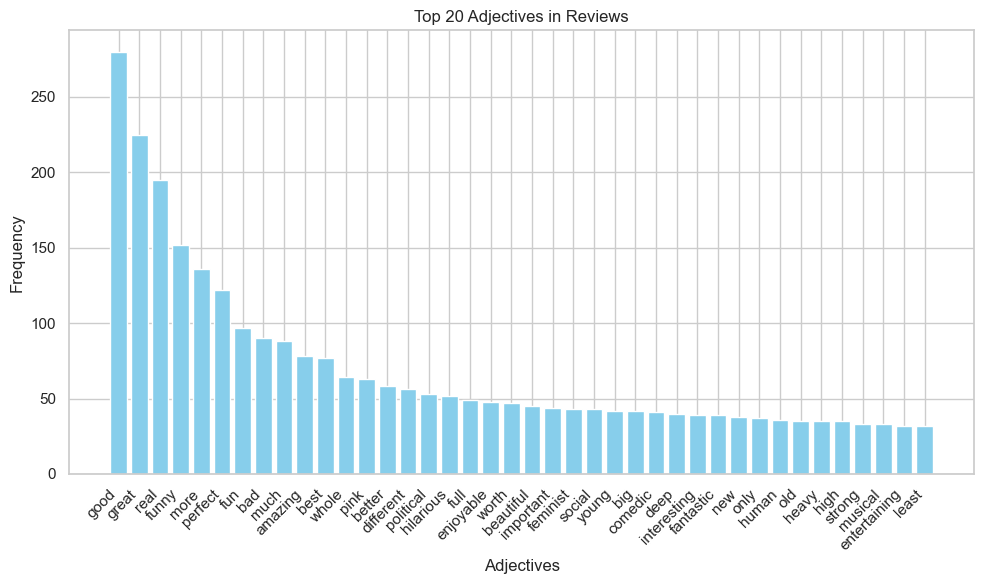 Top 20 Adjectives in Reviews
Frequency
250
200
150
100
50
0
good
great
real
funny
more
perfect
fun
bad
much
amazing
best
whole
pink
better
different
political
hilarious
full
enjoyable
worth
beautiful
important
feminist
social
young
big
comedic
deep
interesting
fantastic
new
only
human
old
heavy
high
strong
musical
entertaining
least
Adjectives